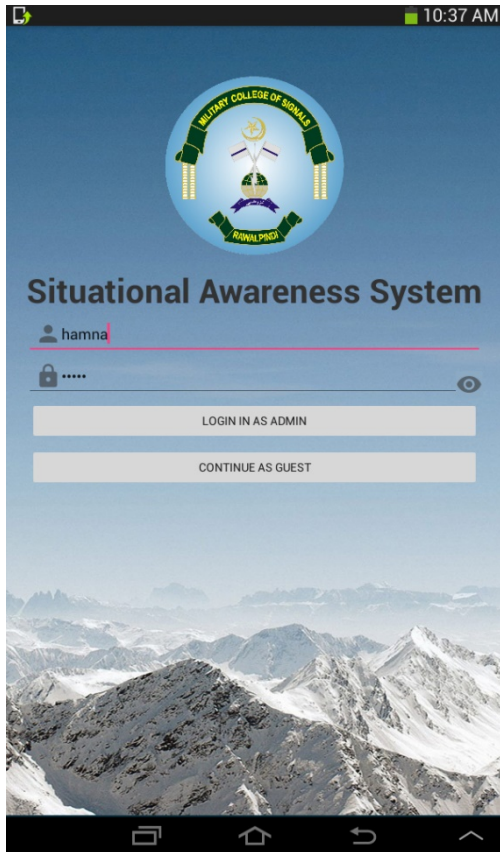 10:37 AM
MILITARY COLLEGE OF SIGNALS
RAWALPINDI
Situational Awareness System
hamna
•••••
LOGIN IN AS ADMIN
CONTINUE AS GUEST